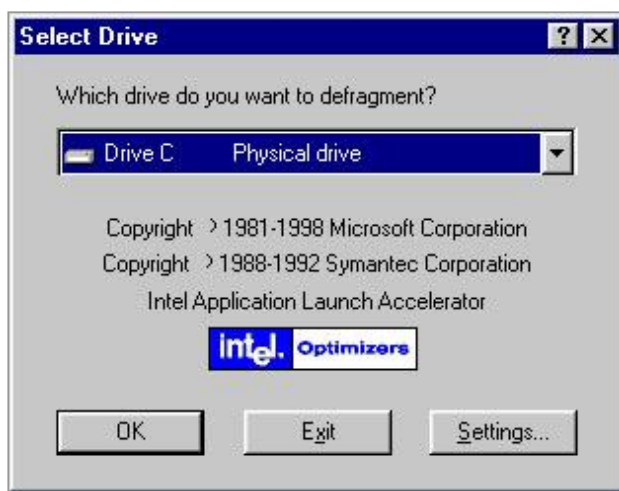 Select Drive
Which drive do you want to defragment?
Drive C Physical drive
Copyright > 1981-1998 Microsoft Corporation
Copyright > 1988-1992 Symantec Corporation
Intel Application Launch Accelerator
intel. Optimizers
OK Exit Settings...